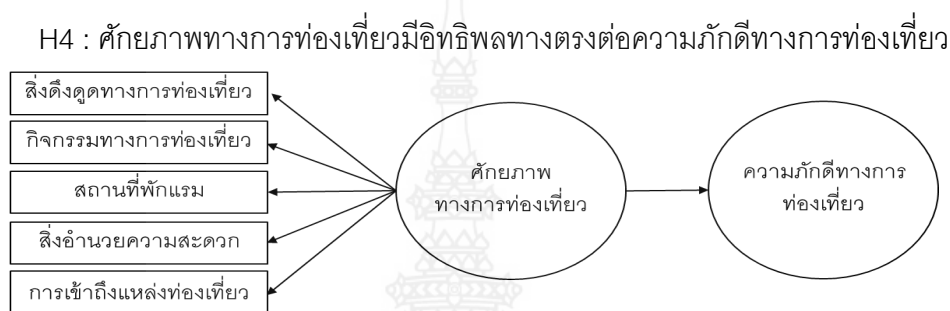 H4 : ศักยภาพทางการท่องเที่ยวมีอิทธิพลทางตรงต่อความภักดีทางการท่องเที่ยว
สิ่งดึงดูดทางการท่องเที่ยว
กิจกรรมทางการท่องเที่ยว
สถานที่พักแรม
สิ่งอำนวยความสะดวก
การเข้าถึงแหล่งท่องเที่ยว
ศักยภาพ
ทางการท่องเที่ยว
ความภักดีทางการ
ท่องเที่ยว